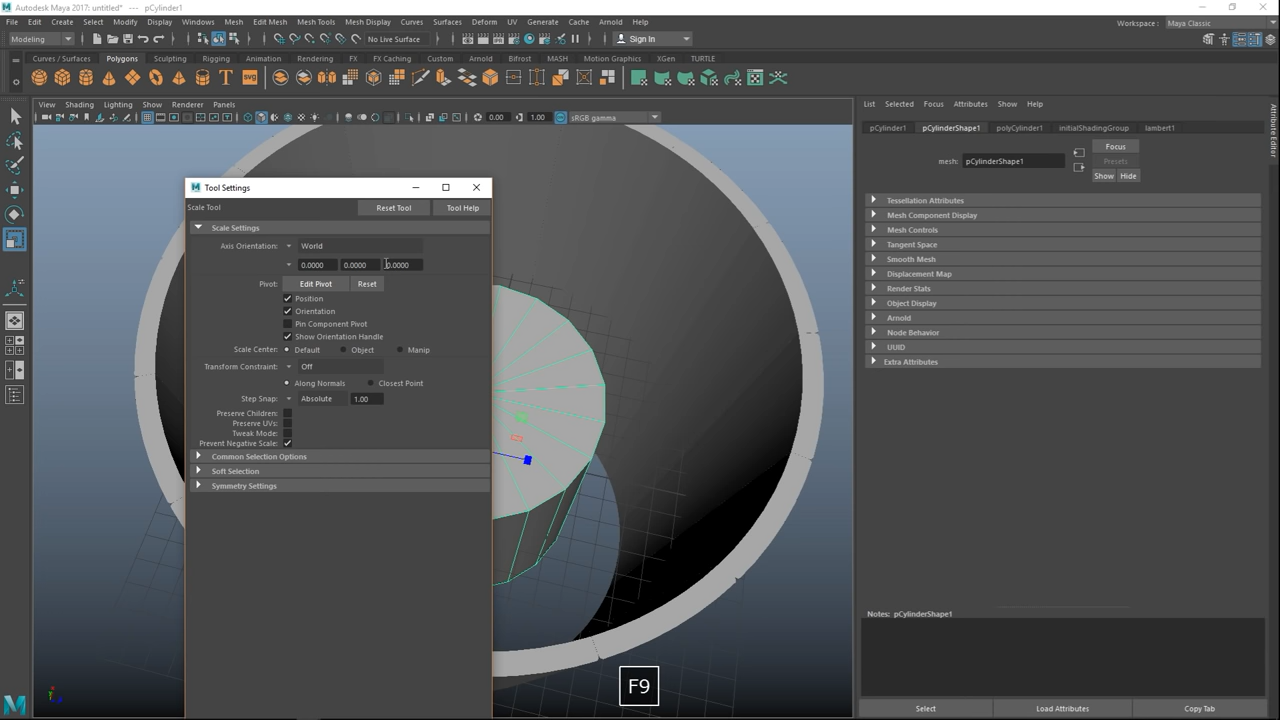 Autodesk Maya 2017: untitled* --- pCylinder1
File Edit Create Select Modify Display Windows Mesh Edit Mesh Mesh Tools Mesh Display Curves Surfaces Deform UV Generate Cache Arnold Help
Workspace : Maya Classic
Modeling No Live Surface Sign In
Curves / Surfaces Polygons Sculpting Rigging Animation Rendering FX FX Caching Custom Arnold Bifrost MASH Motion Graphics XGen TURTLE
SVG
View Shading Lighting Show Renderer Panels
0.00 1.00 sRGB gamma
Tool Settings
Scale Tool Reset Tool Tool Help
Scale Settings
Axis Orientation: World
0.0000 0.0000 0.0000
Pivot: Edit Pivot Reset
Position
Orientation
Pin Component Pivot
Show Orientation Handle
Scale Center: Default Object Manip
Transform Constraint: Off
Along Normals Closest Point
Step Snap: Absolute 1.00
Preserve Children:
Preserve UVs:
Tweak Mode:
Prevent Negative Scale:
Common Selection Options
Soft Selection
Symmetry Settings
F9
List Selected Focus Attributes Show Help
pCylinder1 pCylinderShape1 polyCylinder1 initialShadingGroup lambert1
mesh: pCylinderShape1
Focus
Presets
Show Hide
Tessellation Attributes
Mesh Component Display
Mesh Controls
Tangent Space
Smooth Mesh
Displacement Map
Render Stats
Object Display
Arnold
Node Behavior
UUID
Extra Attributes
Notes: pCylinderShape1
Select Load Attributes Copy Tab
Attribute Editor